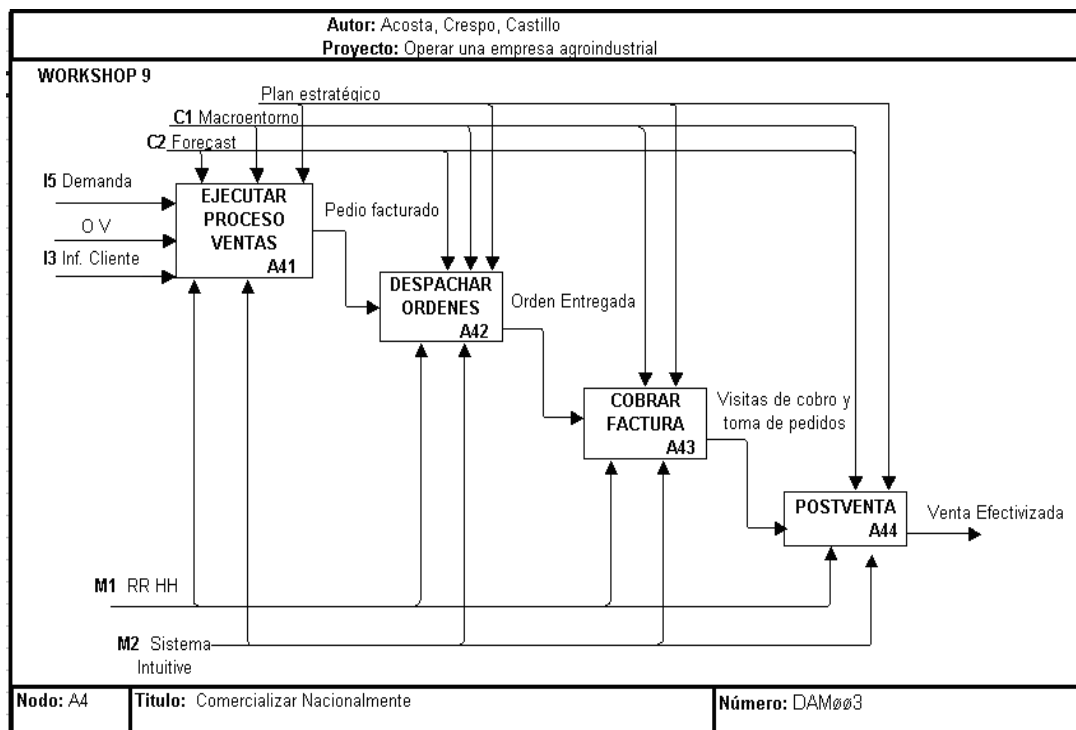 Autor: Acosta, Crespo, Castillo
Proyecto: Operar una empresa agroindustrial
WORKSHOP 9
Plan estratégico
C1 Macroentorno
C2 Forecast
I5 Demanda
O V
I3 Inf. Cliente
EJECUTAR
PROCESO
VENTAS
A41
Pedio facturado
DESPACHAR
ORDENES
A42
Orden Entregada
COBRAR
FACTURA
A43
Visitas de cobro y
toma de pedidos
POSTVENTA
A44
Venta Efectivizada
M1 RR HH
M2 Sistema
Intuitive
Nodo: A4
Titulo: Comercializar Nacionalmente
Número: DAMøø3